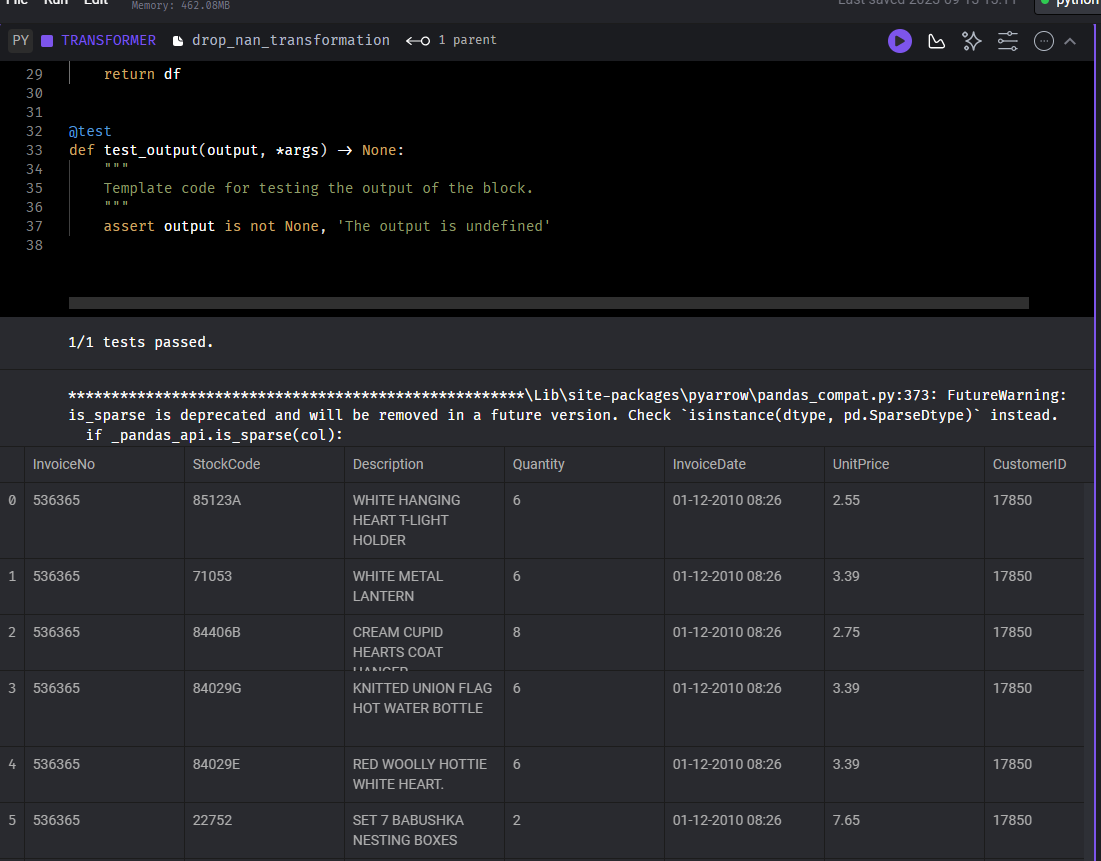 File Run Edit Memory: 462.08MB Last saved 2023-09-15 15:11 python
PY TRANSFORMER drop_nan_transformation 1 parent
29 return df
30
31
32 @test
33 def test_output(output, *args) -> None:
34 """
35 Template code for testing the output of the block.
36 """
37 assert output is not None, 'The output is undefined'
38
1/1 tests passed.
*****************************************************\Lib\site-packages\pyarrow\pandas_compat.py:373: FutureWarning:
is_sparse is deprecated and will be removed in a future version. Check `isinstance(dtype, pd.SparseDtype)` instead.
if _pandas_api.is_sparse(col):
InvoiceNo StockCode Description Quantity InvoiceDate UnitPrice CustomerID
0 536365 85123A WHITE HANGING 6 01-12-2010 08:26 2.55 17850
HEART T-LIGHT
HOLDER
1 536365 71053 WHITE METAL 6 01-12-2010 08:26 3.39 17850
LANTERN
2 536365 84406B CREAM CUPID 8 01-12-2010 08:26 2.75 17850
HEARTS COAT
HANGER
3 536365 84029G KNITTED UNION FLAG 6 01-12-2010 08:26 3.39 17850
HOT WATER BOTTLE
4 536365 84029E RED WOOLLY HOTTIE 6 01-12-2010 08:26 3.39 17850
WHITE HEART.
5 536365 22752 SET 7 BABUSHKA 2 01-12-2010 08:26 7.65 17850
NESTING BOXES